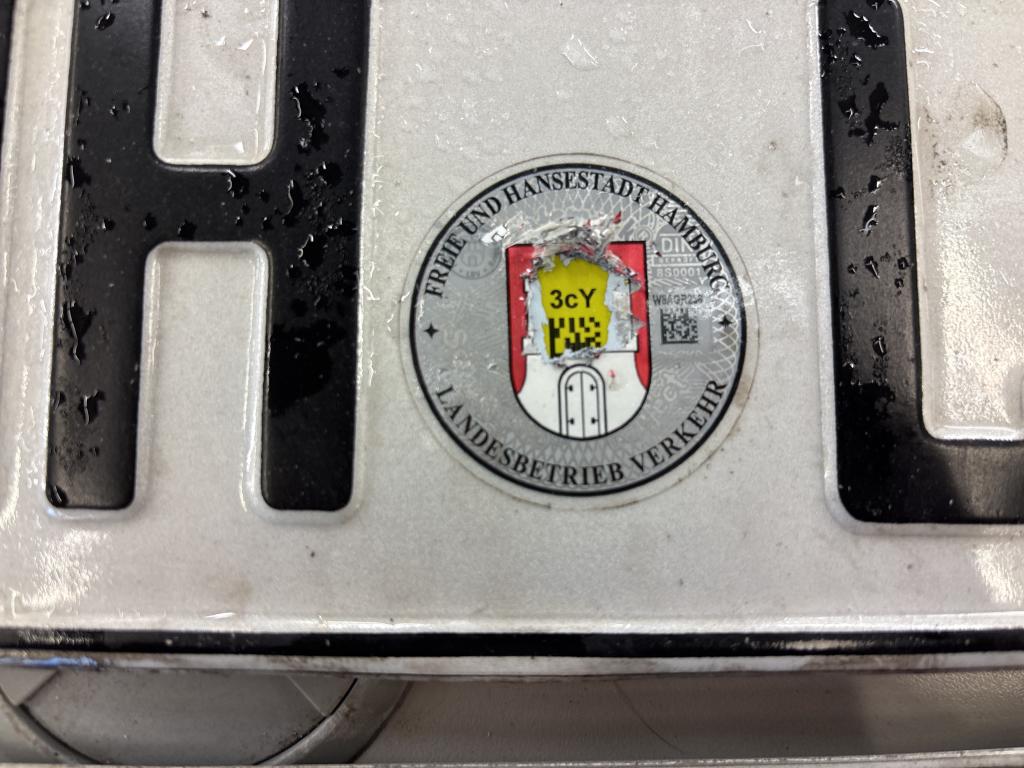 H
L
FREIE UND HANSESTADT HAMBURG
3cY
LANDESBETRIEB VERKEHR